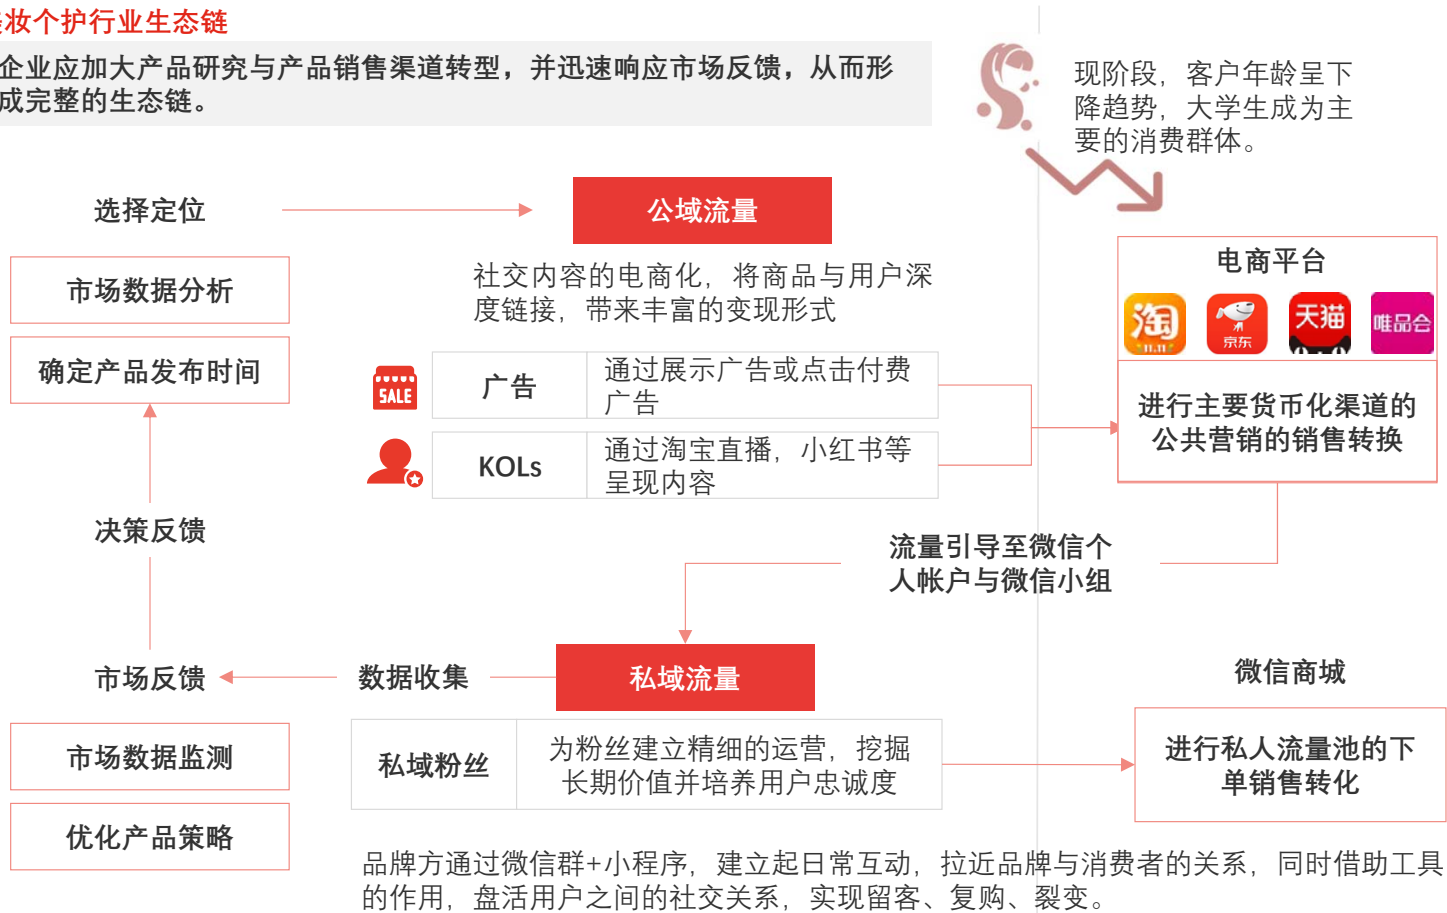 妆个护行业生态链
企业应加大产品研究与产品销售渠道转型，并迅速响应市场反馈，从而形
成完整的生态链。
现阶段，客户年龄呈下
降趋势，大学生成为主
要的消费群体。
选择定位
公域流量
市场数据分析
确定产品发布时间
社交内容的电商化，将商品与用户深
度链接，带来丰富的变现形式
电商平台
淘
11.11
京东
天猫
唯品会
SALE
广告
通过展示广告或点击付费
广告
KOLs
通过淘宝直播，小红书等
呈现内容
进行主要货币化渠道的
公共营销的销售转换
决策反馈
流量引导至微信个
人帐户与微信小组
市场反馈
数据收集
私域流量
微信商城
市场数据监测
优化产品策略
私域粉丝
为粉丝建立精细的运营，挖掘
长期价值并培养用户忠诚度
进行私人流量池的下
单销售转化
品牌方通过微信群+小程序，建立起日常互动，拉近品牌与消费者的关系，同时借助工具
的作用，盘活用户之间的社交关系，实现留客、复购、裂变。